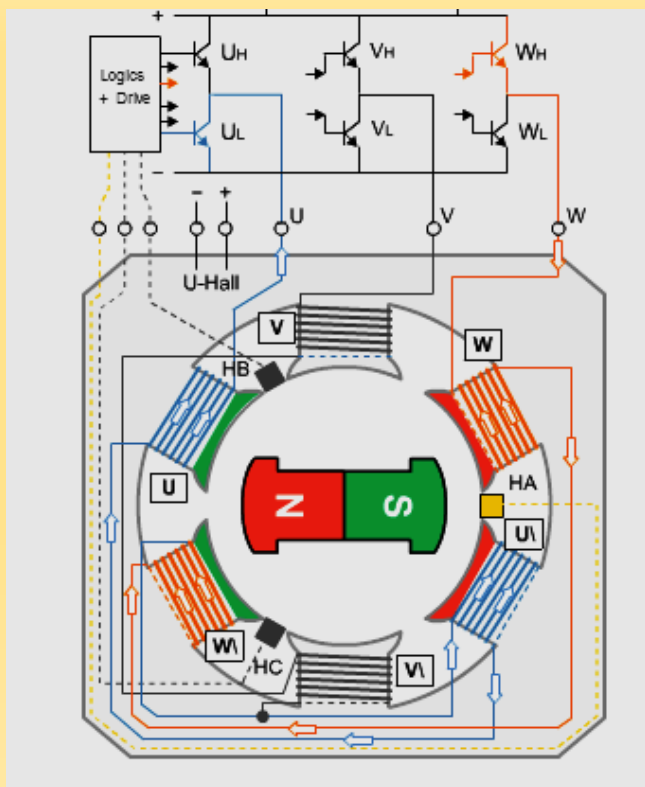 +
Logics
+ Drive
UH
VH
WH
UL
VL
WL
-
- +
U
V
W
U-Hall
V
W
HB
HA
U
N S
U\
W\
HC
V\